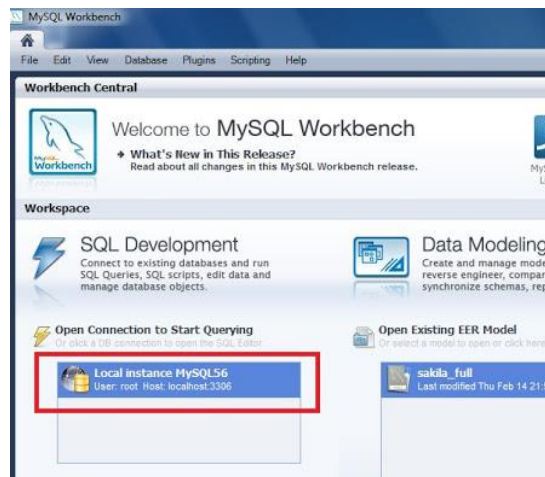 MySQL Workbench
File Edit View Database Plugins Scripting Help
Workbench Central
MySQL
Workbench
Welcome to MySQL Workbench
What's New in This Release?
Read about all changes in this MySQL Workbench release.
Workspace
SQL Development
Connect to existing databases and run
SQL Queries, SQL scripts, edit data and
manage database objects.
Data Modeling
Create and manage mode
reverse engineer, compar
synchronize schemas, rep
Open Connection to Start Querying
Or click a DB connection to open the SQL Editor.
Local instance MySQL56
User: root Host: localhost:3306
Open Existing EER Model
Or select a model to open or click here
sakila_full
Last modified Thu Feb 14 21:5